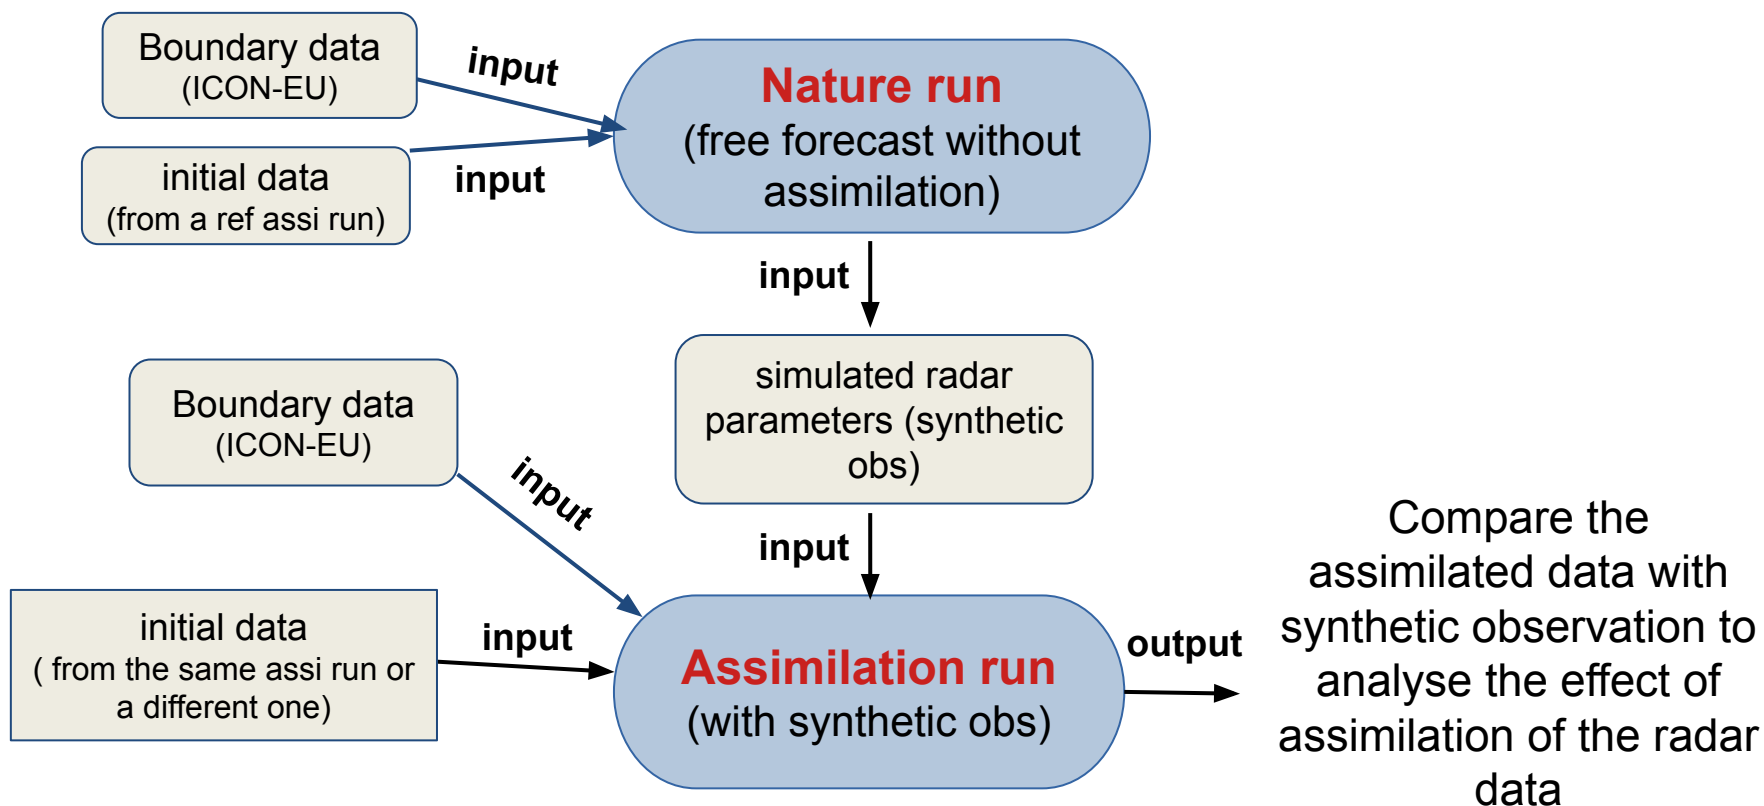 Boundary data
(ICON-EU)
input
Nature run
(free forecast without
assimilation)
initial data
(from a ref assi run)
input
input
simulated radar
parameters (synthetic
obs)
Boundary data
(ICON-EU)
input
input
initial data
( from the same assi run or
a different one)
input
Assimilation run
(with synthetic obs)
output
Compare the
assimilated data with
synthetic observation to
analyse the effect of
assimilation of the radar
data